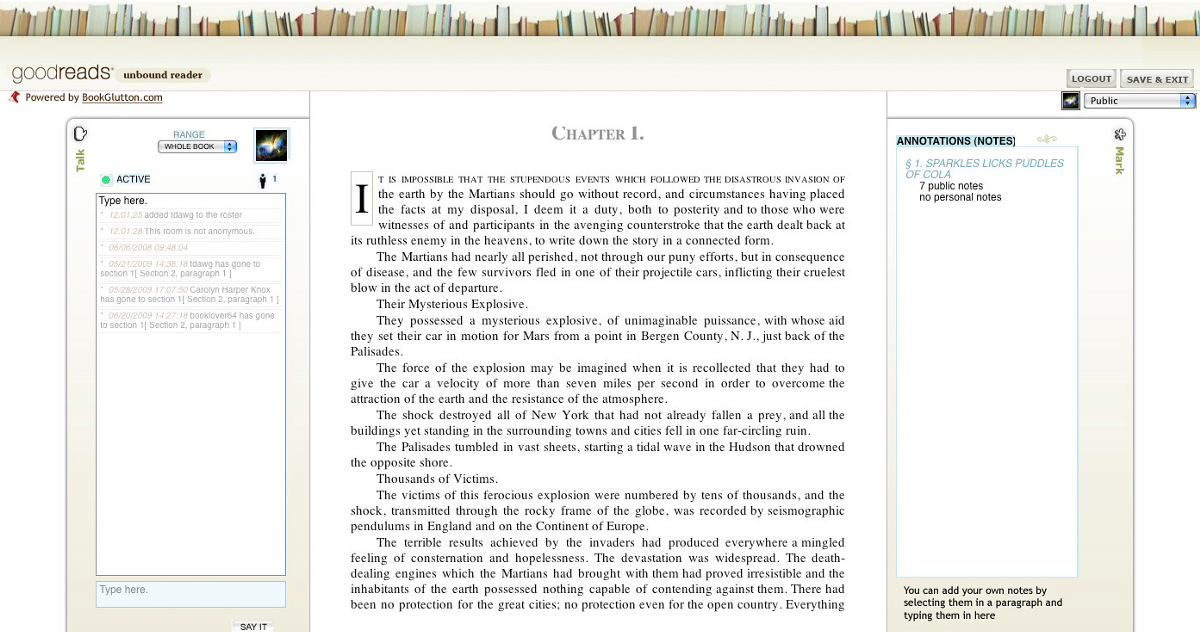 goodreads® unbound reader
LOGOUT SAVE & EXIT
Powered by BookGlutton.com
Public
Talk
RANGE
WHOLE BOOK
ACTIVE
1
Type here.
* 12:01:25 added tdawg to the roster
* 12:01:28 This room is not anonymous.
* 06/06/2008 09:48:04
* 05/21/2009 14:38:18 tdawg has gone to
section 1[ Section 2, paragraph 1 ]
* 05/28/2009 17:07:50 Carolyn Harper Knox
has gone to section 1[ Section 2, paragraph 1 ]
* 06/20/2009 14:27:18 booklover64 has gone
to section 1[ Section 2, paragraph 1 ]
Type here.
SAY IT
CHAPTER I.
IT IS IMPOSSIBLE THAT THE STUPENDOUS EVENTS WHICH FOLLOWED THE DISASTROUS INVASION OF
the earth by the Martians should go without record, and circumstances having placed
the facts at my disposal, I deem it a duty, both to posterity and to those who were
witnesses of and participants in the avenging counterstroke that the earth dealt back at
its ruthless enemy in the heavens, to write down the story in a connected form.
The Martians had nearly all perished, not through our puny efforts, but in consequence
of disease, and the few survivors fled in one of their projectile cars, inflicting their cruelest
blow in the act of departure.
Their Mysterious Explosive.
They possessed a mysterious explosive, of unimaginable puissance, with whose aid
they set their car in motion for Mars from a point in Bergen County, N. J., just back of the
Palisades.
The force of the explosion may be imagined when it is recollected that they had to
give the car a velocity of more than seven miles per second in order to overcome the
attraction of the earth and the resistance of the atmosphere.
The shock destroyed all of New York that had not already fallen a prey, and all the
buildings yet standing in the surrounding towns and cities fell in one far-circling ruin.
The Palisades tumbled in vast sheets, starting a tidal wave in the Hudson that drowned
the opposite shore.
Thousands of Victims.
The victims of this ferocious explosion were numbered by tens of thousands, and the
shock, transmitted through the rocky frame of the globe, was recorded by seismographic
pendulums in England and on the Continent of Europe.
The terrible results achieved by the invaders had produced everywhere a mingled
feeling of consternation and hopelessness. The devastation was widespread. The death-
dealing engines which the Martians had brought with them had proved irresistible and the
inhabitants of the earth possessed nothing capable of contending against them. There had
been no protection for the great cities; no protection even for the open country. Everything
ANNOTATIONS (NOTES)
Mark
§ 1. SPARKLES LICKS PUDDLES
OF COLA
7 public notes
no personal notes
You can add your own notes by
selecting them in a paragraph and
typing them in here